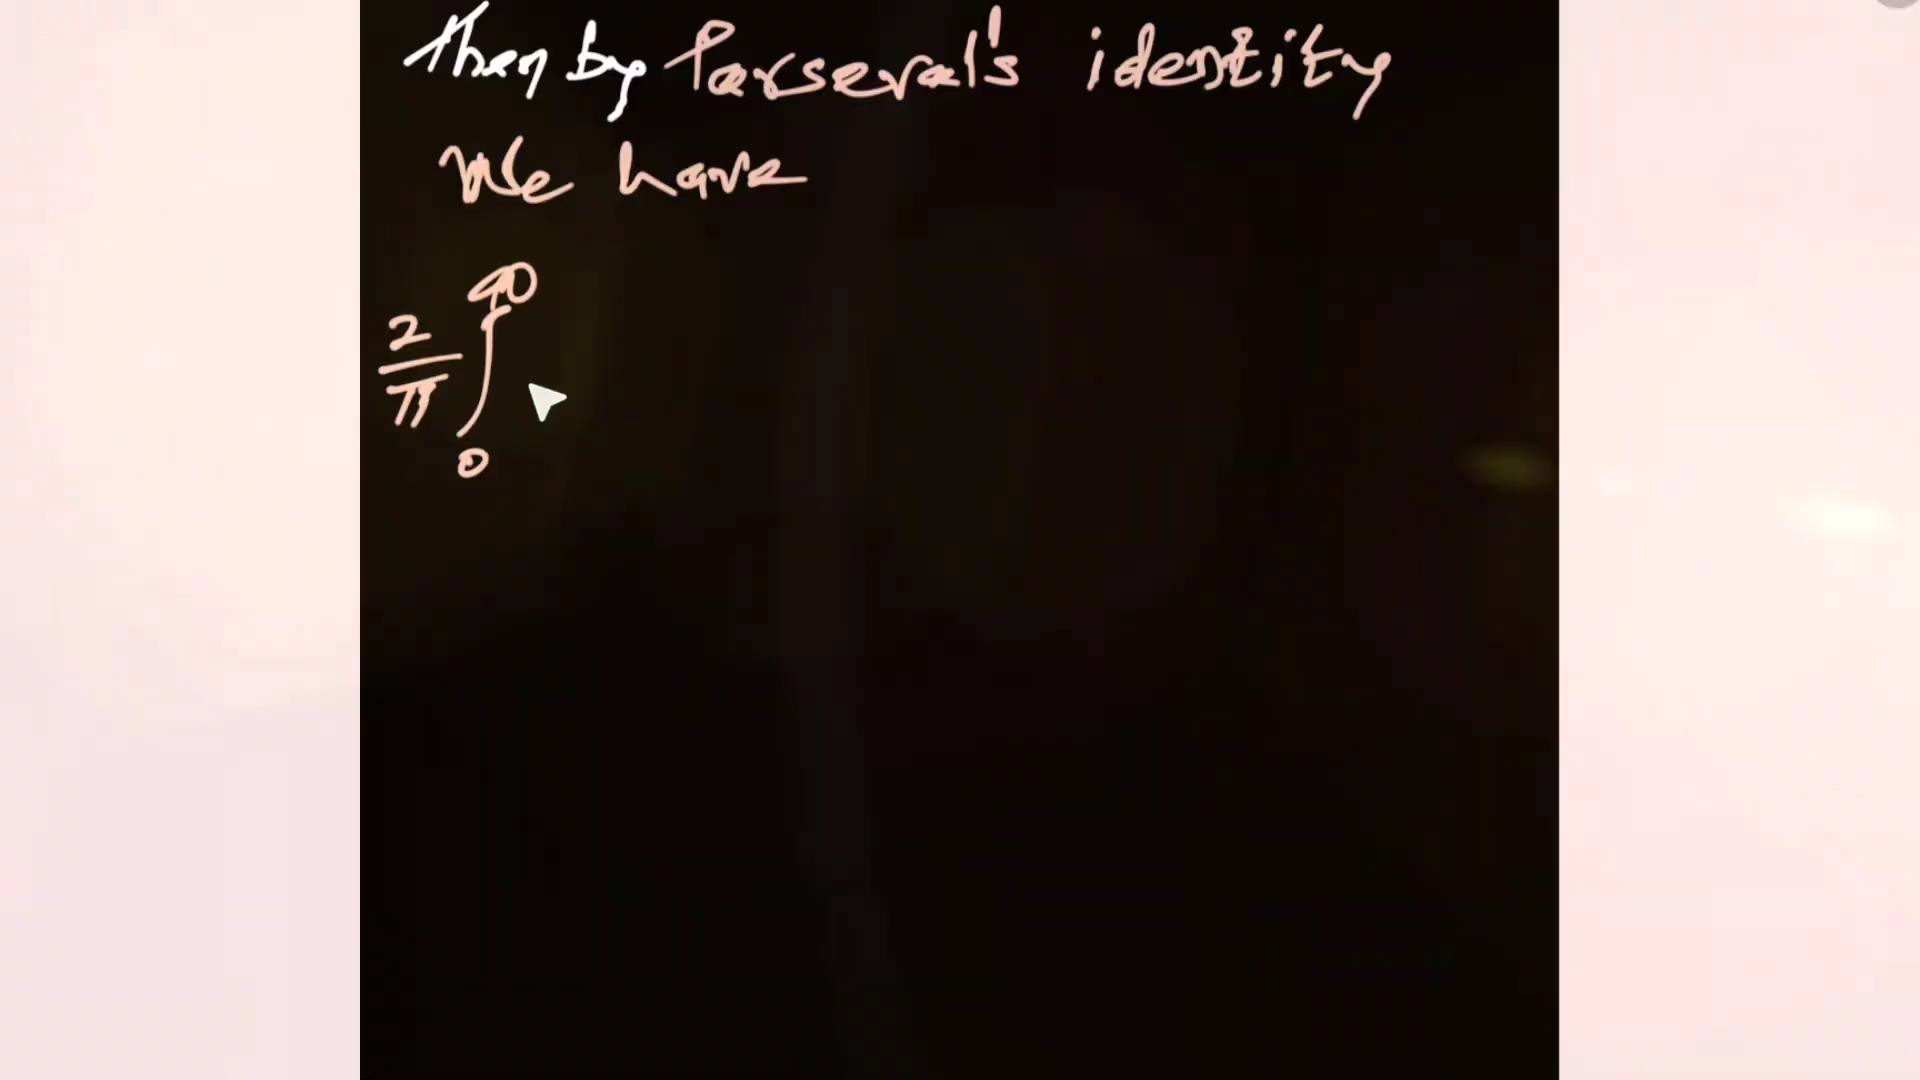 Then by Parseval's identity
We have
2/π ∫₀^∞